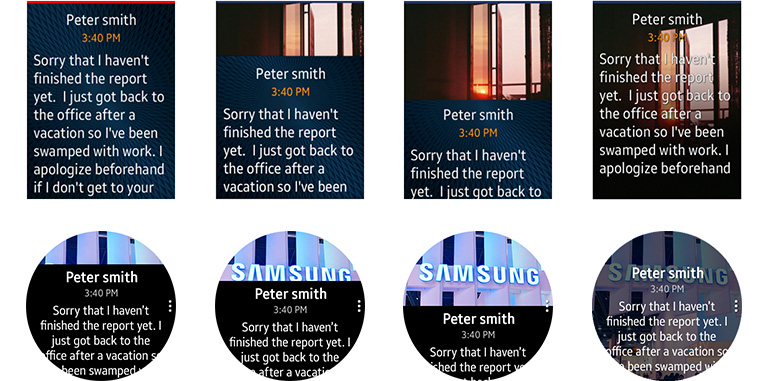 Peter smith
3:40 PM
Sorry that I haven't
finished the report
yet.  I just got back to
the office after a
vacation so I've been
swamped with work. I
apologize beforehand
if I don't get to your
Peter smith
3:40 PM
Sorry that I haven't
finished the report
yet.  I just got back to
the office after a
vacation so I've been
Peter smith
3:40 PM
Sorry that I haven't
finished the report
yet.  I just got back to
Peter smith
3:40 PM
Sorry that I haven't
finished the report
yet.  I just got back to
the office after a
vacation so I've been
swamped with work. I
apologize beforehand
Peter smith
3:40 PM
Sorry that I haven't
finished the report yet. I
just got back to the
office after a vacation so
been swamped
SAMSUNG
Peter smith
3:40 PM
Sorry that I haven't
finished the report yet. I
just got back to the
office after a vacation
SAMSUNG
Peter smith
3:40 PM
Sorry that I haven't
finished the report yet. I
Peter smith
3:40 PM
Sorry that I haven't
finished the report yet. I
just got back to the
office after a vacation so
been swamped